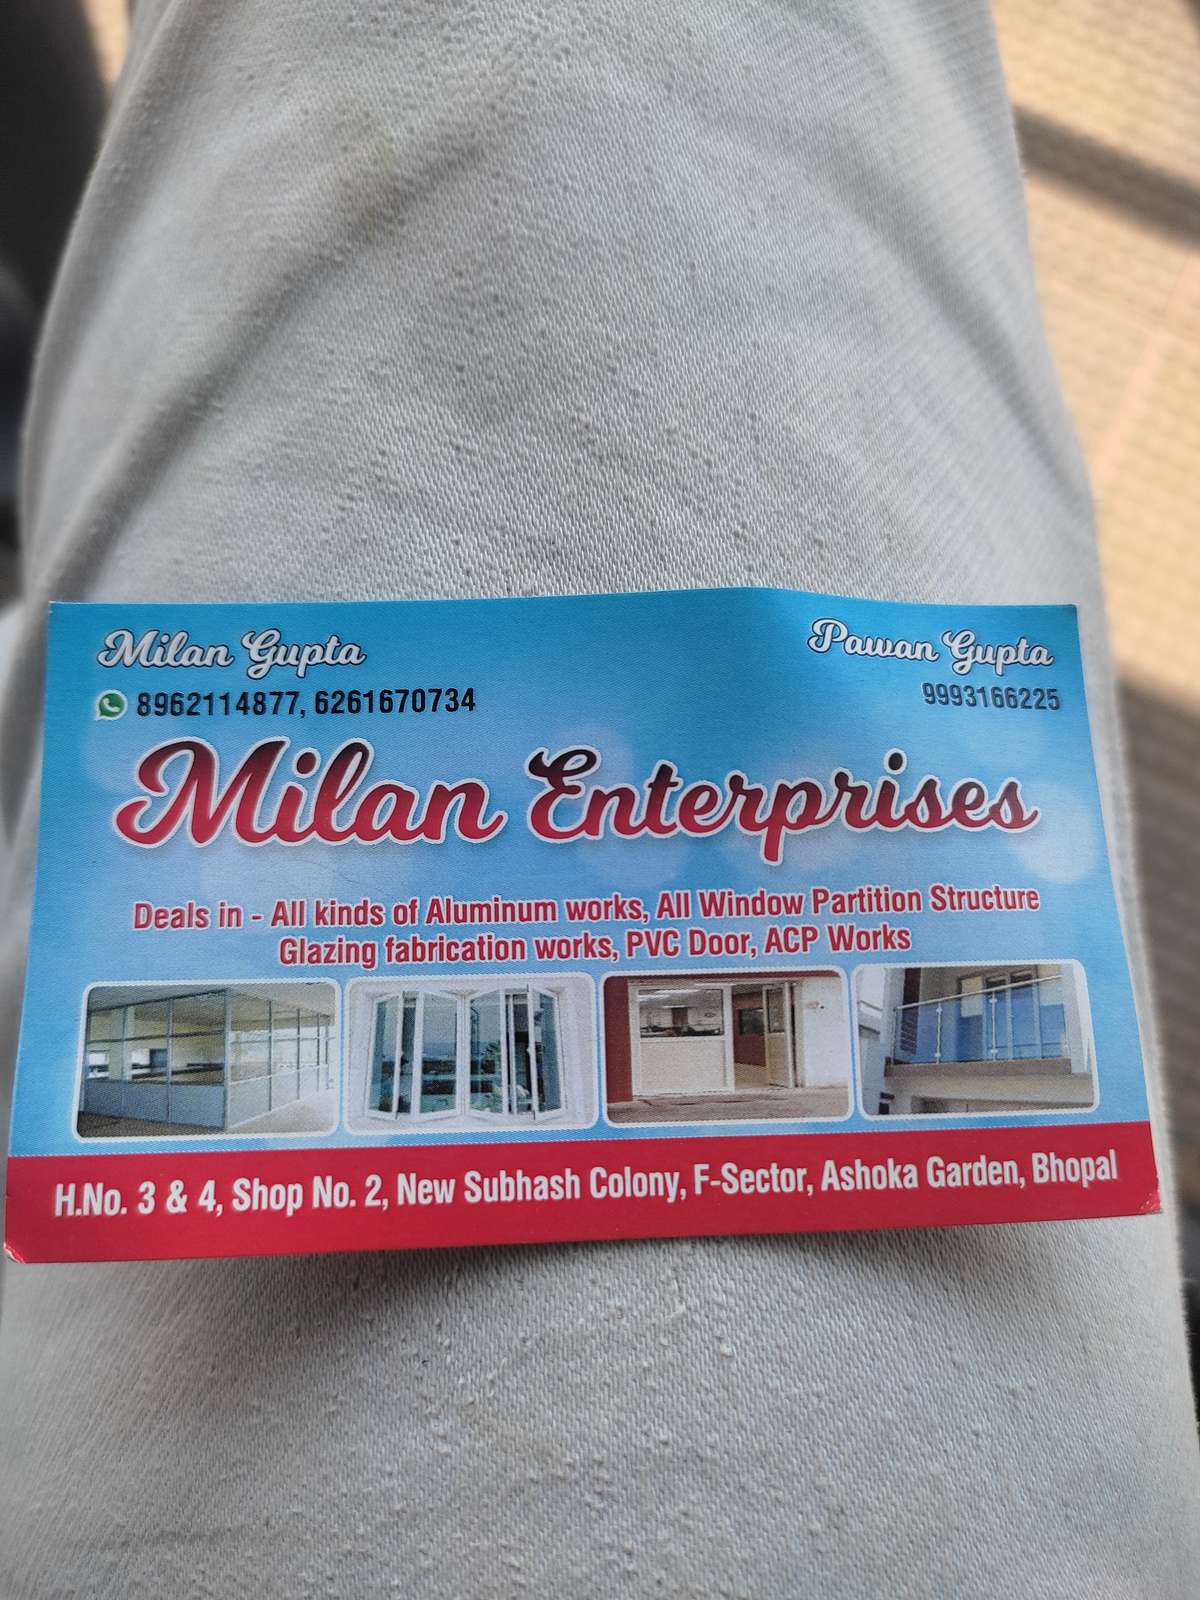 Milan Gupta
8962114877, 6261670734
Pawan Gupta
9993166225
Milan Enterprises
Deals in - All kinds of Aluminum works, All Window Partition Structure
Glazing fabrication works, PVC Door, ACP Works
H.No. 3 & 4, Shop No. 2, New Subhash Colony, F-Sector, Ashoka Garden, Bhopal